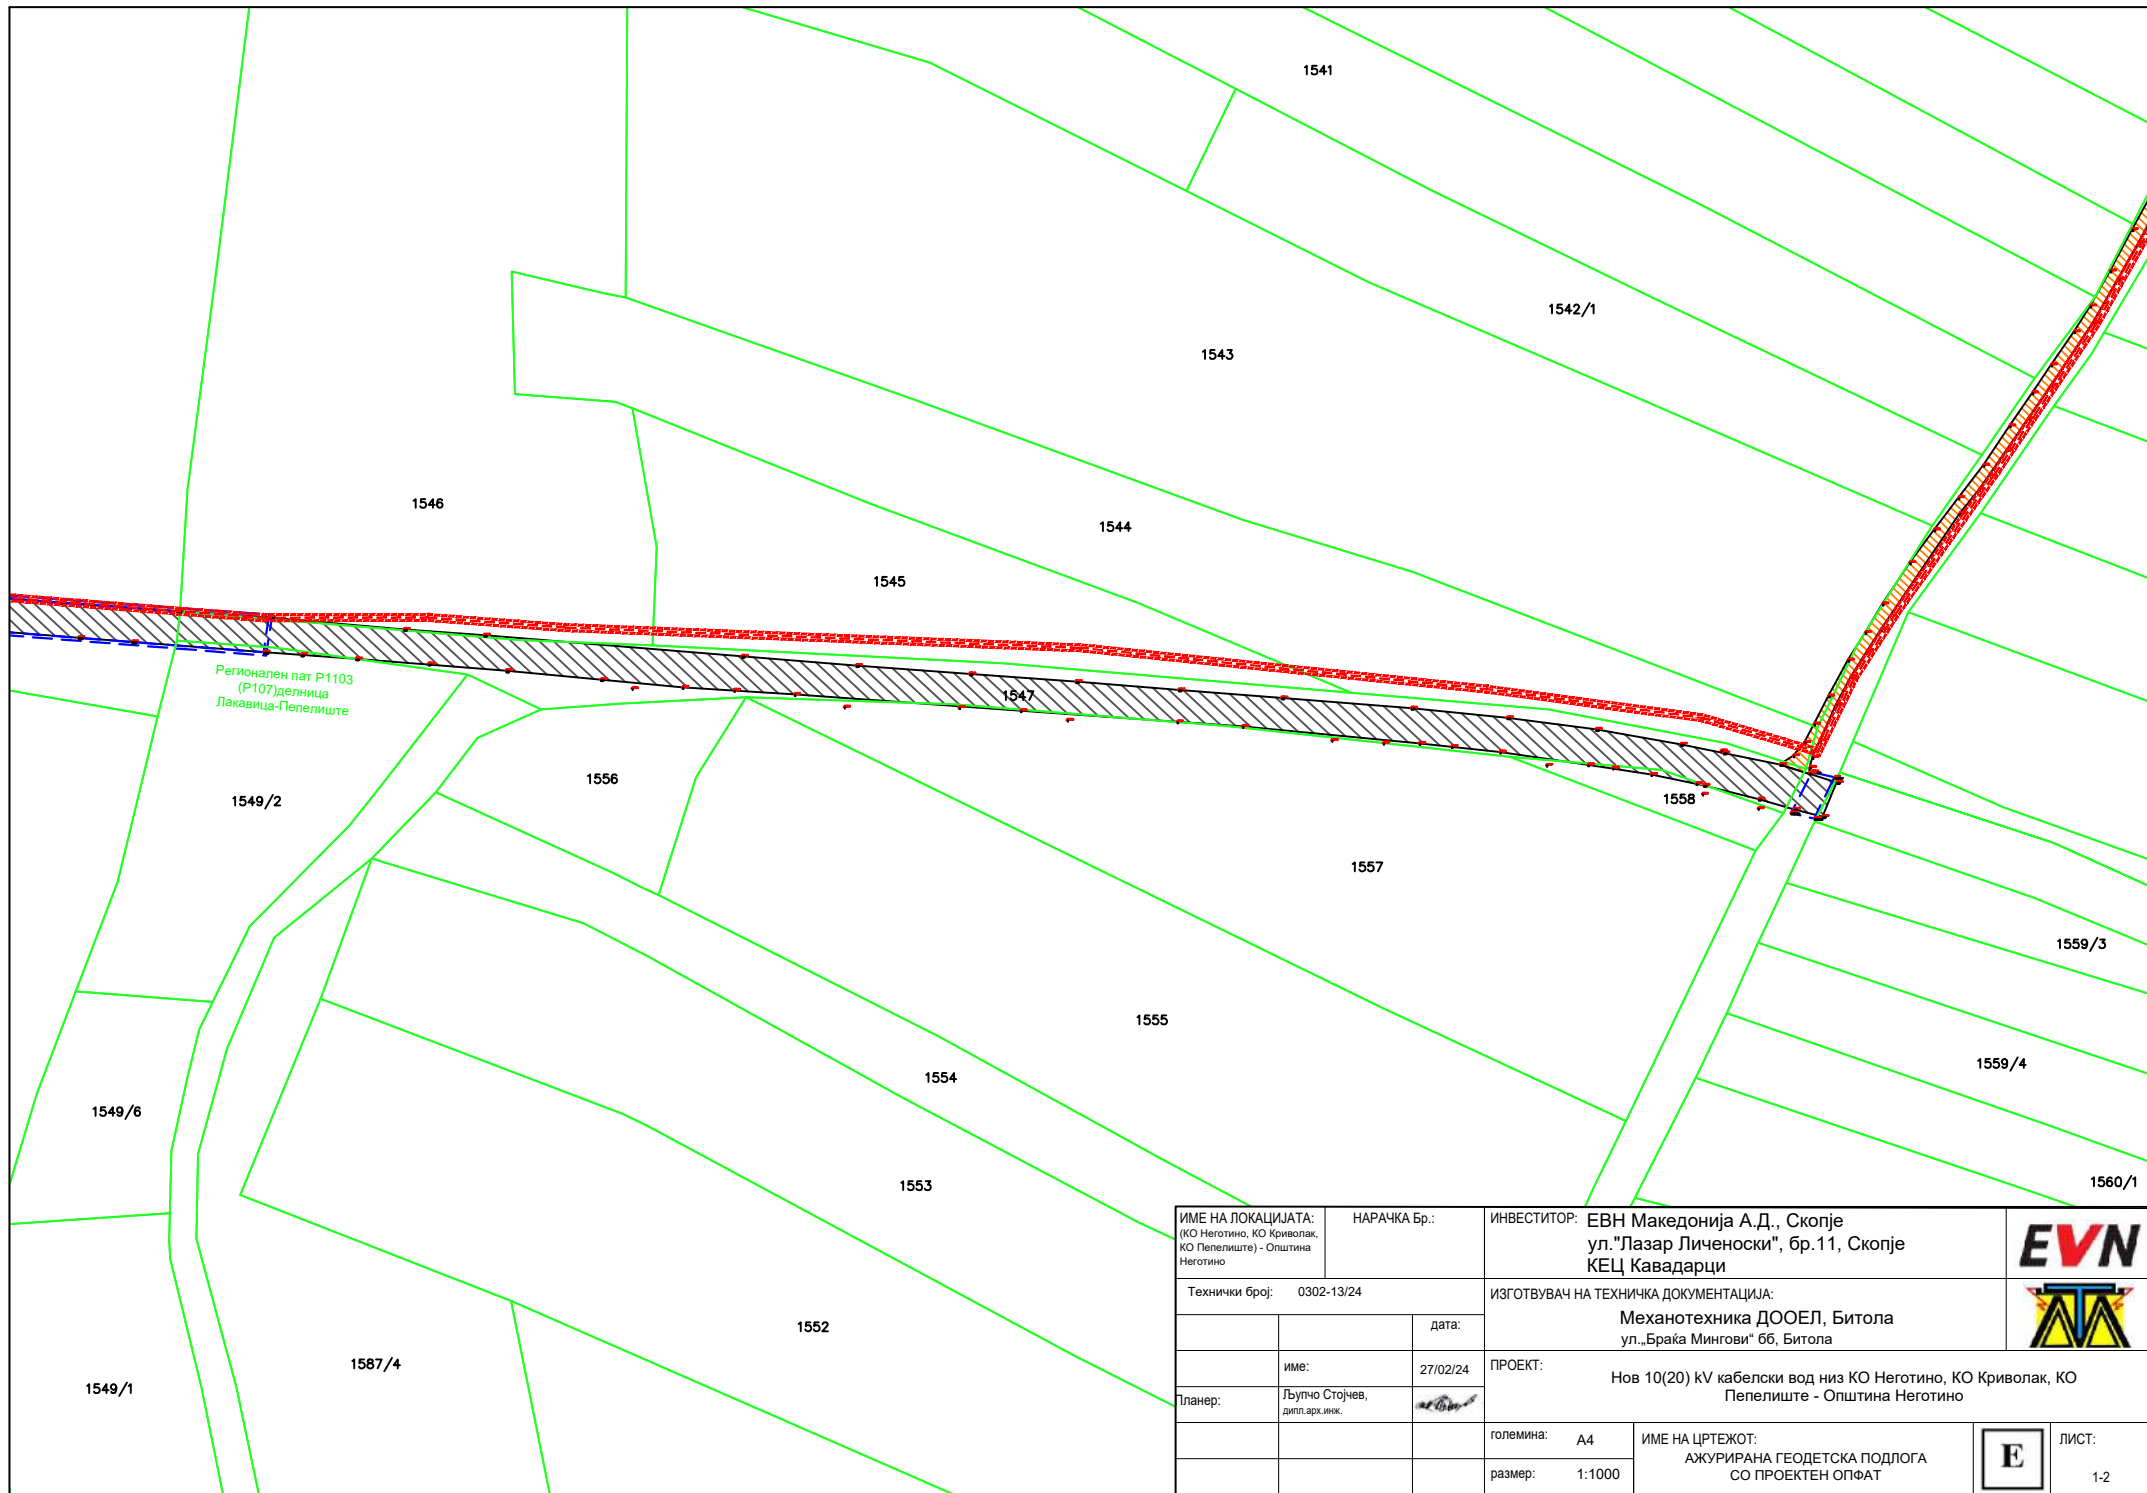 1541
1542/1
1543
1546
1544
1545
Регионален пат Р1103
(Р107)делница
Лакавица-Пепелиште
1547
1556
1549/2
1558
1557
1559/3
1555
1559/4
1554
1549/6
1553
1560/1
1552
1587/4
1549/1
ИМЕ НА ЛОКАЦИЈАТА:
(КО Неготино, КО Криволак,
КО Пепелиште) - Општина
Неготино
НАРАЧКА Бр.:
ИНВЕСТИТОР: ЕВН Македонија А.Д., Скопје
ул."Лазар Личеноски", бр.11, Скопје
КЕЦ Кавадарци
EVN
Технички број: 0302-13/24
ИЗГОТВУВАЧ НА ТЕХНИЧКА ДОКУМЕНТАЦИЈА:
Механотехника ДООЕЛ, Битола
ул.„Браќа Мингови“ бб, Битола
дата:
име:
27/02/24
ПРОЕКТ:
Нов 10(20) kV кабелски вод низ КО Неготино, КО Криволак, КО
Пепелиште - Општина Неготино
Планер:
Љупчо Стојчев,
дипл.арх.инж.
големина: А4
размер: 1:1000
ИМЕ НА ЦРТЕЖОТ:
АЖУРИРАНА ГЕОДЕТСКА ПОДЛОГА
СО ПРОЕКТЕН ОПФАТ
Е
ЛИСТ:
1-2